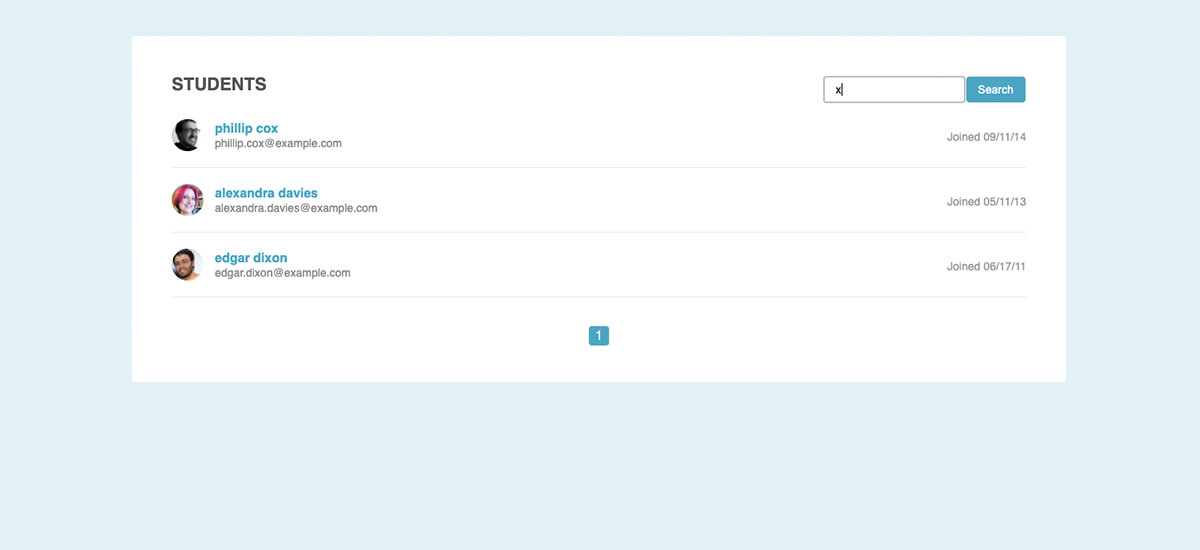 STUDENTS
x
Search
phillip cox
phillip.cox@example.com
Joined 09/11/14
alexandra davies
alexandra.davies@example.com
Joined 05/11/13
edgar dixon
edgar.dixon@example.com
Joined 06/17/11
1